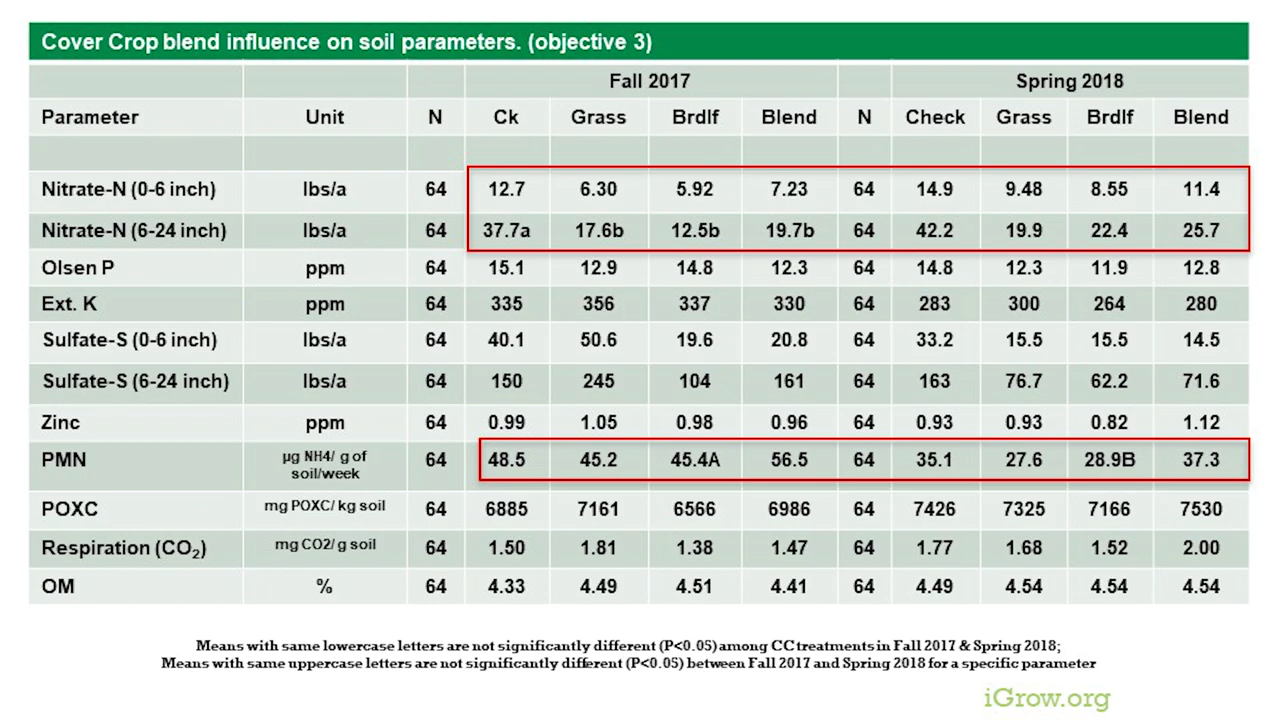 Cover Crop blend influence on soil parameters. (objective 3)
Fall 2017 Spring 2018
Parameter Unit N Ck Grass Brdlf Blend N Check Grass Brdlf Blend
Nitrate-N (0-6 inch) lbs/a 64 12.7 6.30 5.92 7.23 64 14.9 9.48 8.55 11.4
Nitrate-N (6-24 inch) lbs/a 64 37.7a 17.6b 12.5b 19.7b 64 42.2 19.9 22.4 25.7
Olsen P ppm 64 15.1 12.9 14.8 12.3 64 14.8 12.3 11.9 12.8
Ext. K ppm 64 335 356 337 330 64 283 300 264 280
Sulfate-S (0-6 inch) lbs/a 64 40.1 50.6 19.6 20.8 64 33.2 15.5 15.5 14.5
Sulfate-S (6-24 inch) lbs/a 64 150 245 104 161 64 163 76.7 62.2 71.6
Zinc ppm 64 0.99 1.05 0.98 0.96 64 0.93 0.93 0.82 1.12
PMN µg NH4/ g of soil/week 64 48.5 45.2 45.4A 56.5 64 35.1 27.6 28.9B 37.3
POXC mg POXC/ kg soil 64 6885 7161 6566 6986 64 7426 7325 7166 7530
Respiration (CO₂) mg CO2/ g soil 64 1.50 1.81 1.38 1.47 64 1.77 1.68 1.52 2.00
OM % 64 4.33 4.49 4.51 4.41 64 4.49 4.54 4.54 4.54
Means with same lowercase letters are not significantly different (P<0.05) among CC treatments in Fall 2017 & Spring 2018;
Means with same uppercase letters are not significantly different (P<0.05) between Fall 2017 and Spring 2018 for a specific parameter
iGrow.org